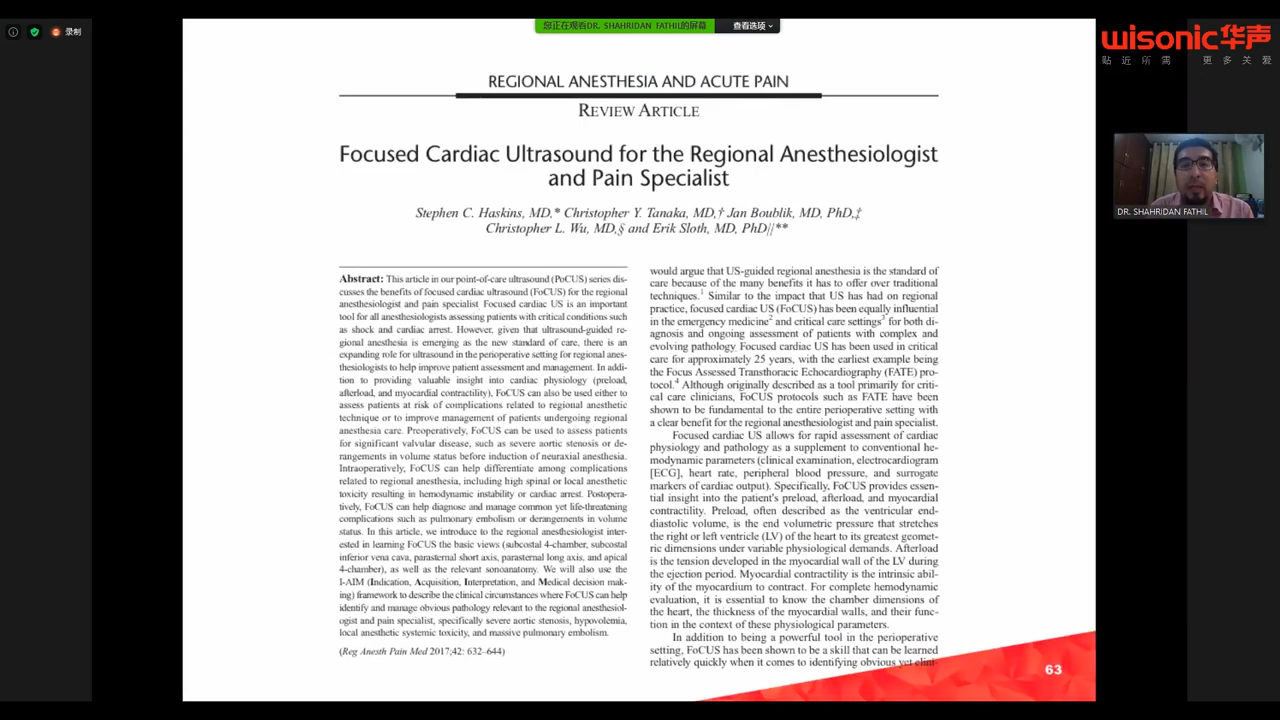 录制
您正在观看DR. SHAHRIDAN FATHIL的屏幕
查看选项
wisonic华声
贴近所需 更多关爱
DR. SHAHRIDAN FATHIL
REGIONAL ANESTHESIA AND ACUTE PAIN
REVIEW ARTICLE
Focused Cardiac Ultrasound for the Regional Anesthesiologist
and Pain Specialist
Stephen C. Haskins, MD,* Christopher Y. Tanaka, MD,† Jan Boublik, MD, PhD,‡
Christopher L. Wu, MD,§ and Erik Sloth, MD, PhD||**
Abstract: This article in our point-of-care ultrasound (PoCUS) series dis-
cusses the benefits of focused cardiac ultrasound (FoCUS) for the regional
anesthesiologist and pain specialist. Focused cardiac US is an important
tool for all anesthesiologists assessing patients with critical conditions such
as shock and cardiac arrest. However, given that ultrasound-guided re-
gional anesthesia is emerging as the new standard of care, there is an
expanding role for ultrasound in the perioperative setting for regional anes-
thesiologists to help improve patient assessment and management. In addi-
tion to providing valuable insight into cardiac physiology (preload,
afterload, and myocardial contractility), FoCUS can also be used either to
assess patients at risk of complications related to regional anesthetic
technique or to improve management of patients undergoing regional
anesthesia care. Preoperatively, FoCUS can be used to assess patients
for significant valvular disease, such as severe aortic stenosis or de-
rangements in volume status before induction of neuraxial anesthesia.
Intraoperatively, FoCUS can help differentiate among complications
related to regional anesthesia, including high spinal or local anesthetic
toxicity resulting in hemodynamic instability or cardiac arrest. Postopera-
tively, FoCUS can help diagnose and manage common yet life-threatening
complications such as pulmonary embolism or derangements in volume
status. In this article, we introduce to the regional anesthesiologist inter-
ested in learning FoCUS the basic views (subcostal 4-chamber, subcostal
inferior vena cava, parasternal short axis, parasternal long axis, and apical
4-chamber), as well as the relevant sonoanatomy. We will also use the
I-AIM (Indication, Acquisition, Interpretation, and Medical decision mak-
ing) framework to describe the clinical circumstances where FoCUS can help
identify and manage obvious pathology relevant to the regional anesthesiol-
ogist and pain specialist, specifically severe aortic stenosis, hypovolemia,
local anesthetic systemic toxicity, and massive pulmonary embolism.
(Reg Anesth Pain Med 2017;42: 632–644)
would argue that US-guided regional anesthesia is the standard of
care because of the many benefits it has to offer over traditional
techniques.1 Similar to the impact that US has had on regional
practice, focused cardiac US (FoCUS) has been equally influential
in the emergency medicine2 and critical care settings3 for both di-
agnosis and ongoing assessment of patients with complex and
evolving pathology. Focused cardiac US has been used in critical
care for approximately 25 years, with the earliest example being
the Focus Assessed Transthoracic Echocardiography (FATE) pro-
tocol.4 Although originally described as a tool primarily for criti-
cal care clinicians, FoCUS protocols such as FATE have been
shown to be fundamental to the entire perioperative setting with
a clear benefit for the regional anesthesiologist and pain specialist.
Focused cardiac US allows for rapid assessment of cardiac
physiology and pathology as a supplement to conventional he-
modynamic parameters (clinical examination, electrocardiogram
[ECG], heart rate, peripheral blood pressure, and surrogate
markers of cardiac output). Specifically, FoCUS provides essen-
tial insight into the patient's preload, afterload, and myocardial
contractility. Preload, often described as the ventricular end-
diastolic volume, is the end volumetric pressure that stretches
the right or left ventricle (LV) of the heart to its greatest geomet-
ric dimensions under variable physiological demands. Afterload
is the tension developed in the myocardial wall of the LV during
the ejection period. Myocardial contractility is the intrinsic abil-
ity of the myocardium to contract. For complete hemodynamic
evaluation, it is essential to know the chamber dimensions of
the heart, the thickness of the myocardial walls, and their func-
tion in the context of these physiological parameters.
In addition to being a powerful tool in the perioperative
setting, FoCUS has been shown to be a skill that can be learned
relatively quickly when it comes to identifying obvious yet clini-
63